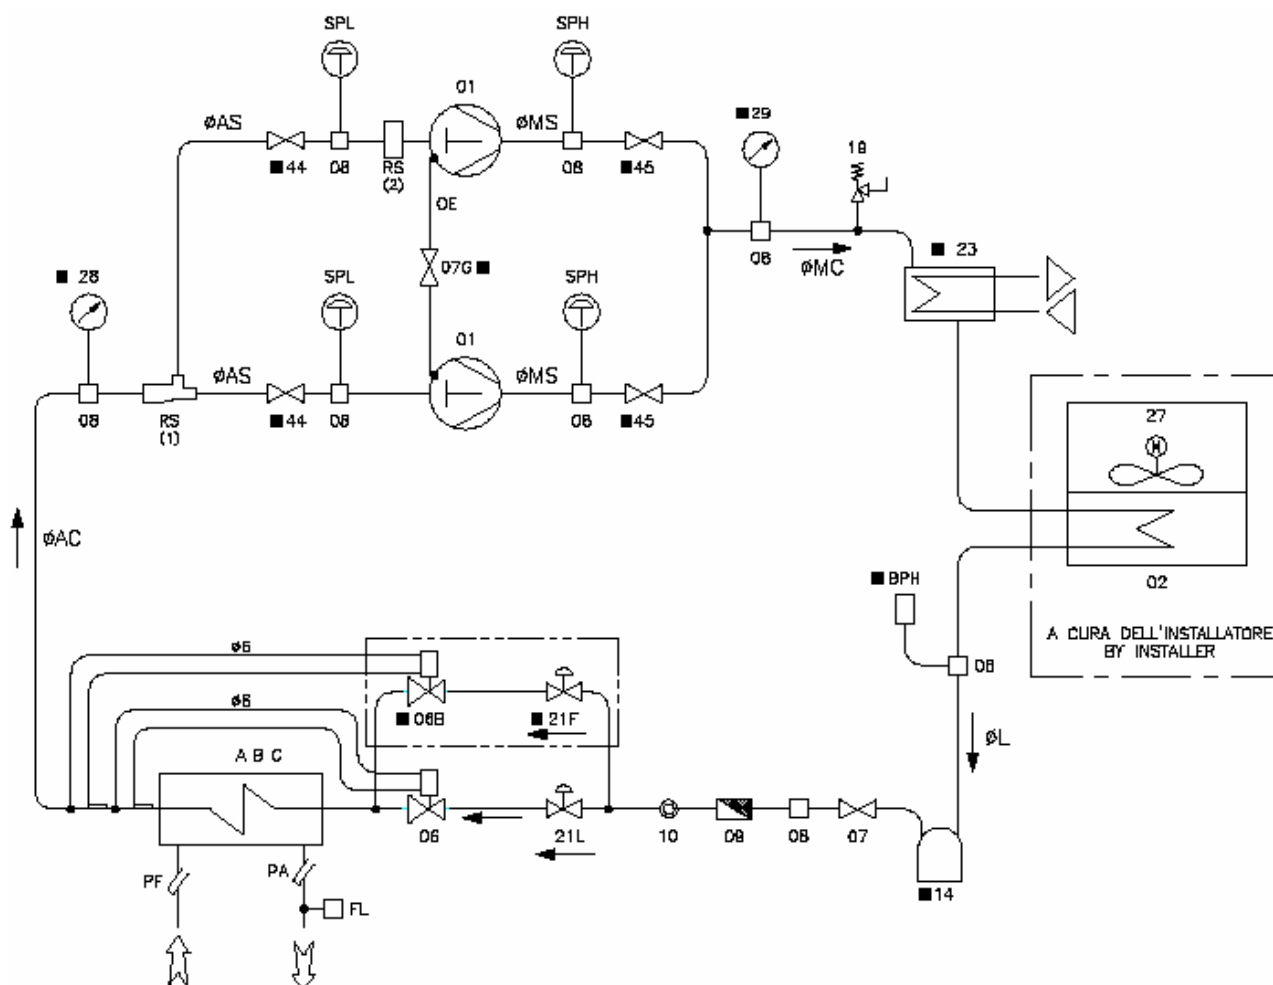 SPL
SPH
01
■29
ØAS
ØMS
19
■44
08
RS
(2)
08
■45
OE
08
ØMC
■ 23
■ 28
07G■
SPL
SPH
01
ØAS
ØMS
08
RS
(1)
■44
08
08
■45
27
M
ØAC
02
■BPH
A CURA DELL'INSTALLATORE
BY INSTALLER
08
Ø6
■06B
■21F
Ø6
ØL
A B C
06
21L
10
09
08
07
■14
PF
PA
FL